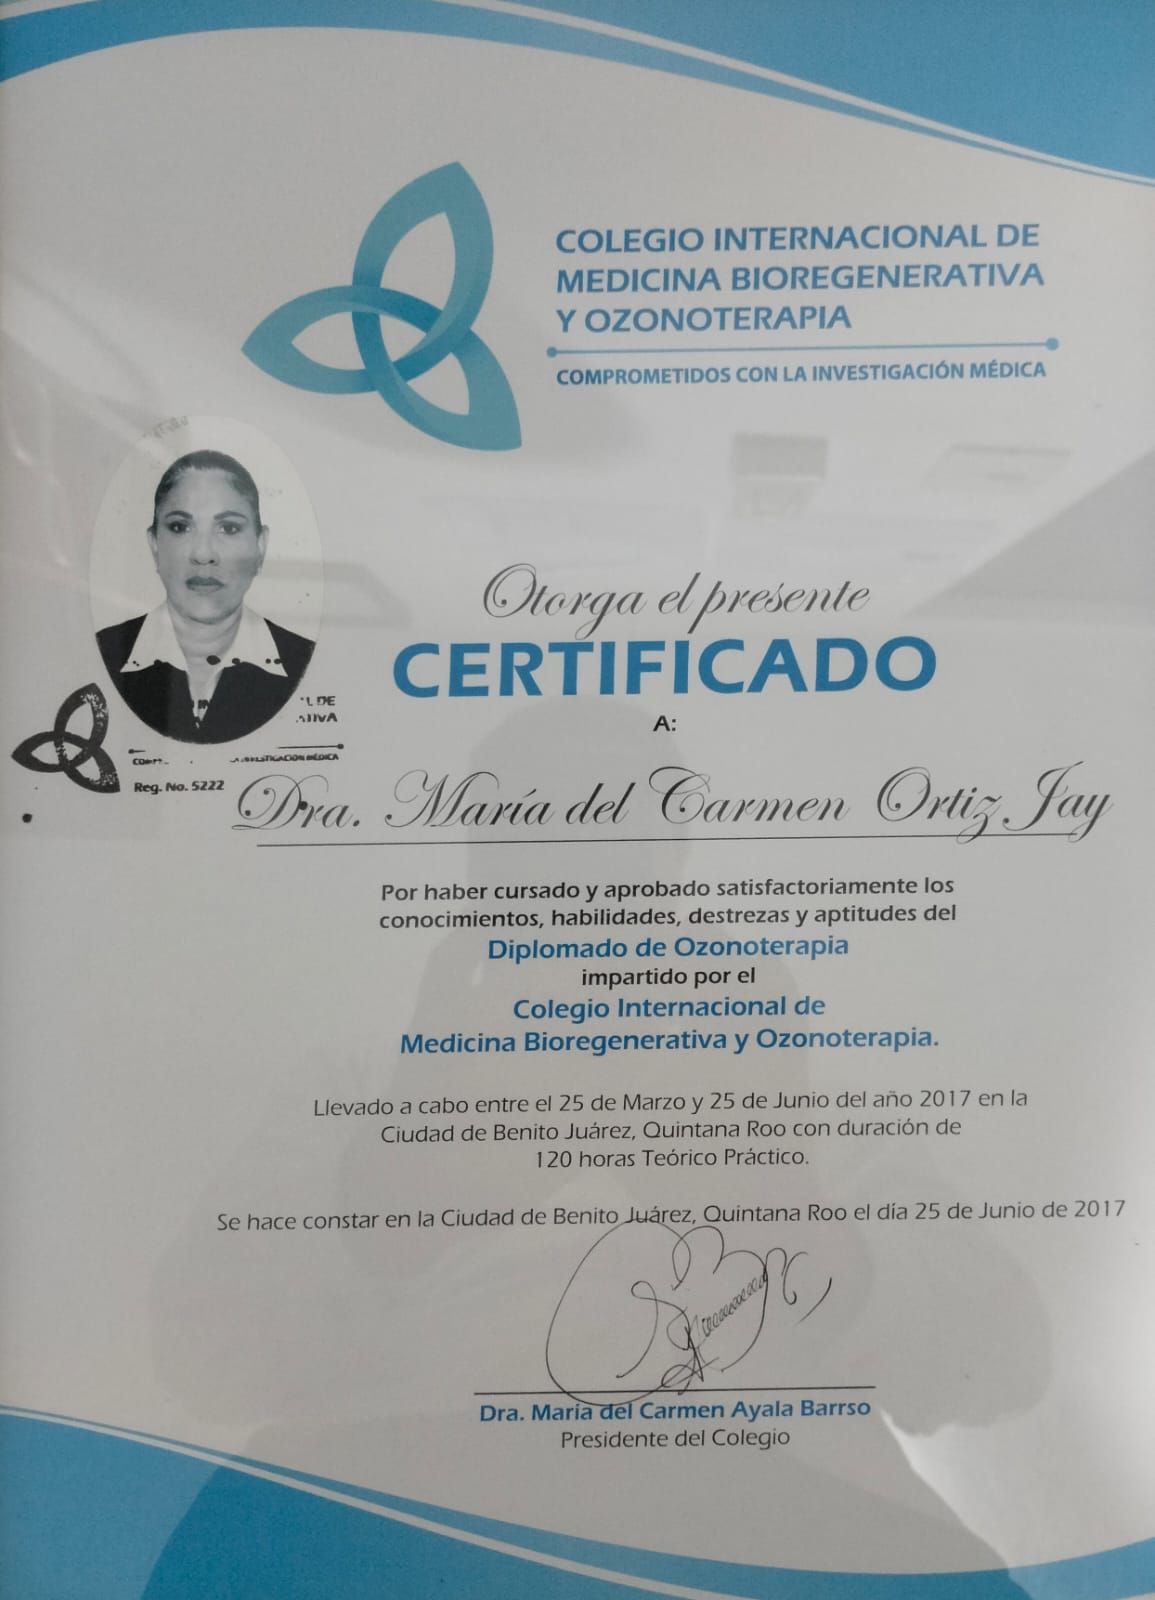 COLEGIO INTERNACIONAL DE
MEDICINA BIOREGENERATIVA
Y OZONOTERAPIA
COMPROMETIDOS CON LA INVESTIGACIÓN MÉDICA
Otorga el presente
CERTIFICADO
A:
L DE
MÉDICA
Reg. No. 5222
Dra. María del Carmen Ortiz Jay
Por haber cursado y aprobado satisfactoriamente los
conocimientos, habilidades, destrezas y aptitudes del
Diplomado de Ozonoterapia
impartido por el
Colegio Internacional de
Medicina Bioregenerativa y Ozonoterapia.
Llevado a cabo entre el 25 de Marzo y 25 de Junio del año 2017 en la
Ciudad de Benito Juárez, Quintana Roo con duración de
120 horas Teórico Práctico.
Se hace constar en la Ciudad de Benito Juárez, Quintana Roo el día 25 de Junio de 2017
Dra. María del Carmen Ayala Barrso
Presidente del Colegio